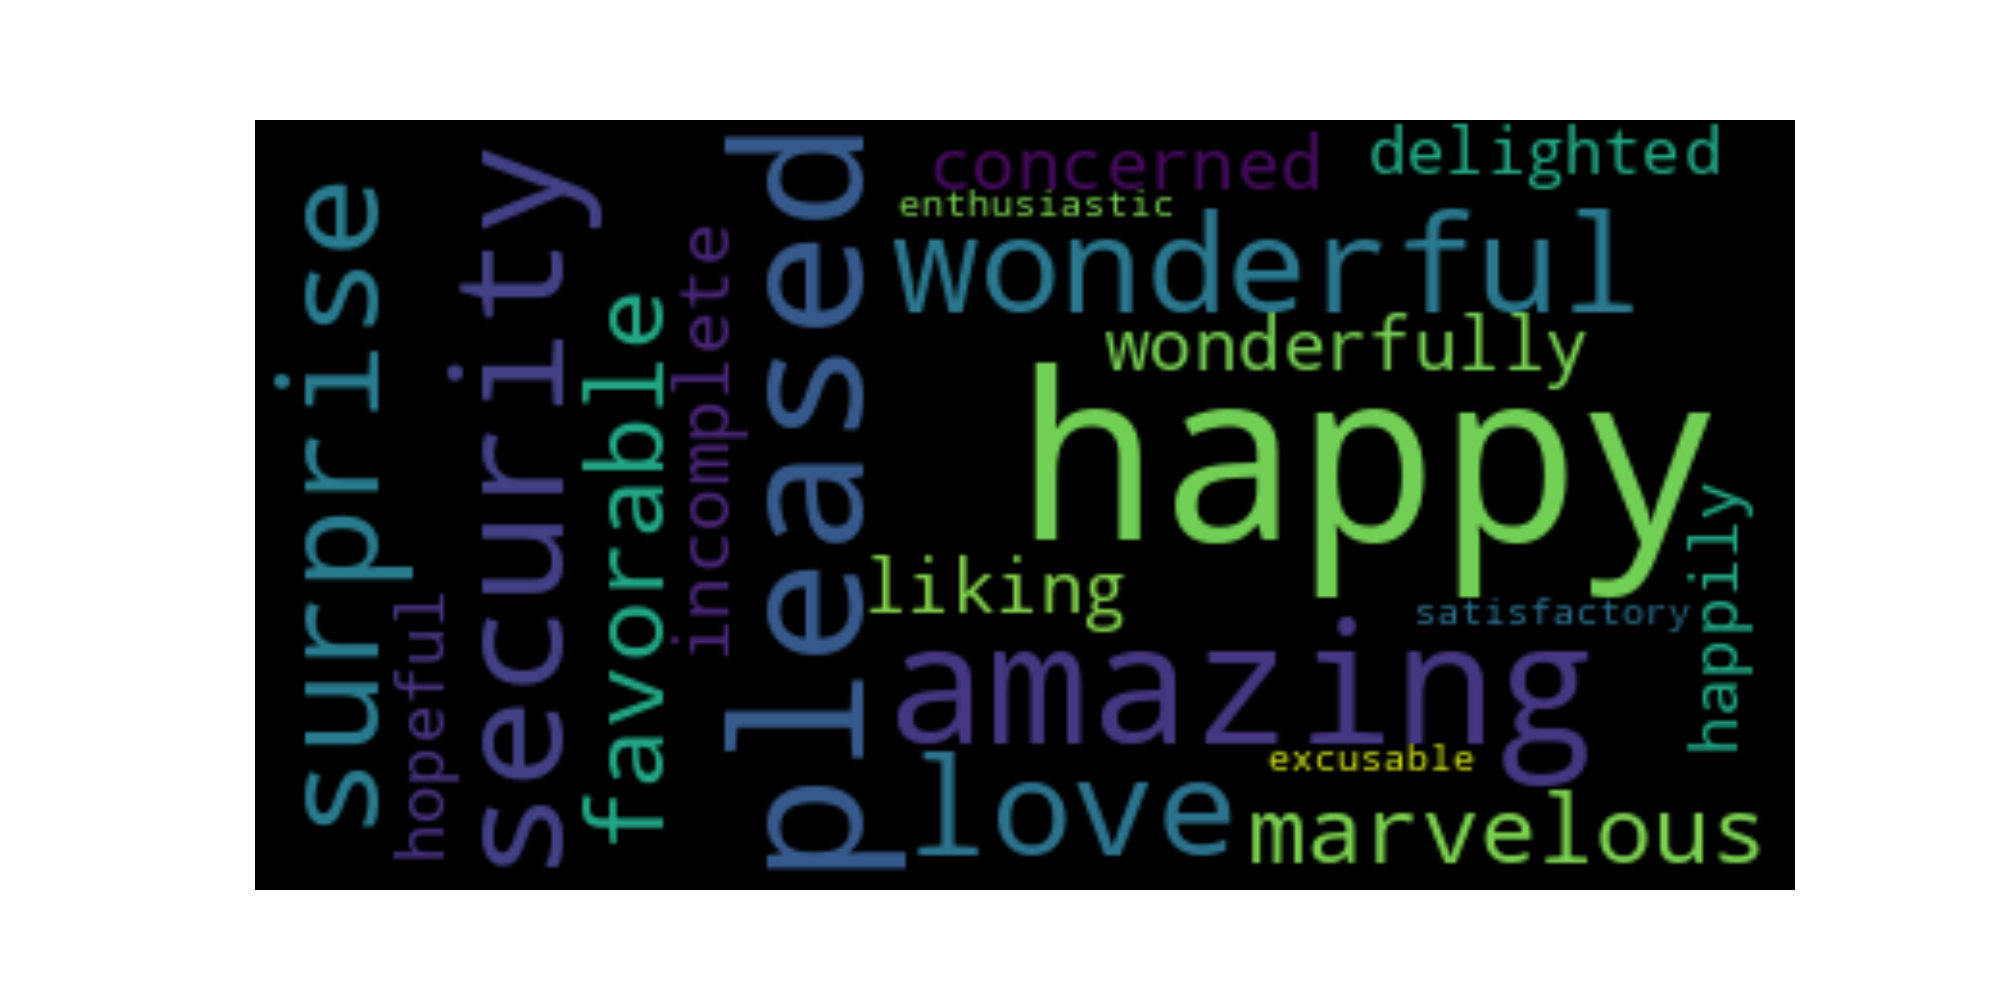 surprise
hopeful
security
favorable
incomplete
pleased
concerned
delighted
enthusiastic
wonderful
wonderfully
happy
happily
liking
satisfactory
amazing
excusable
love
marvelous